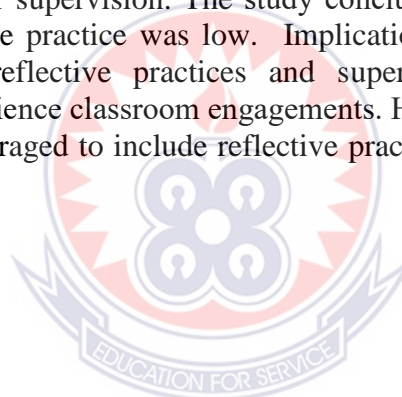 supervision. The study conclu
e practice was low. Implicati
reflective practices and super
ience classroom engagements. H
raged to include reflective prac
EDUCATION FOR SERVICE